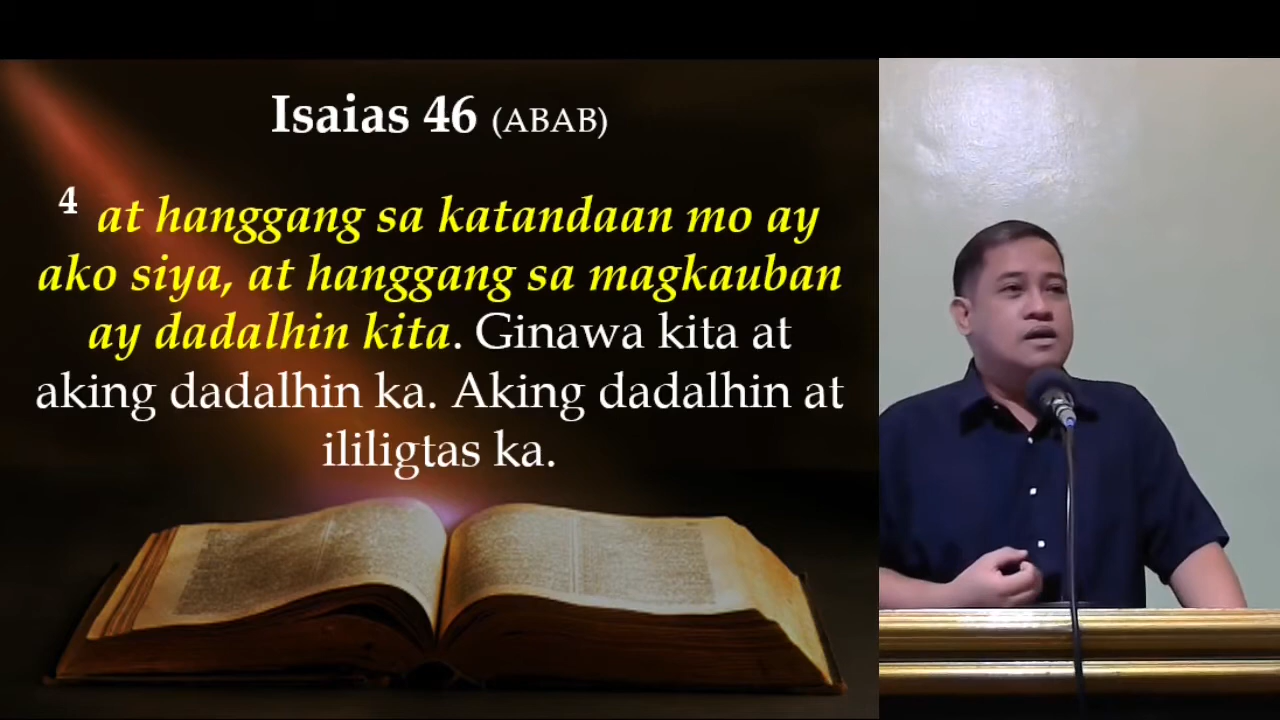 Isaias 46 (ABAB)
4 at hanggang sa katandaan mo ay
ako siya, at hanggang sa magkauban
ay dadalhin kita. Ginawa kita at
aking dadalhin ka. Aking dadalhin at
ililigtas ka.